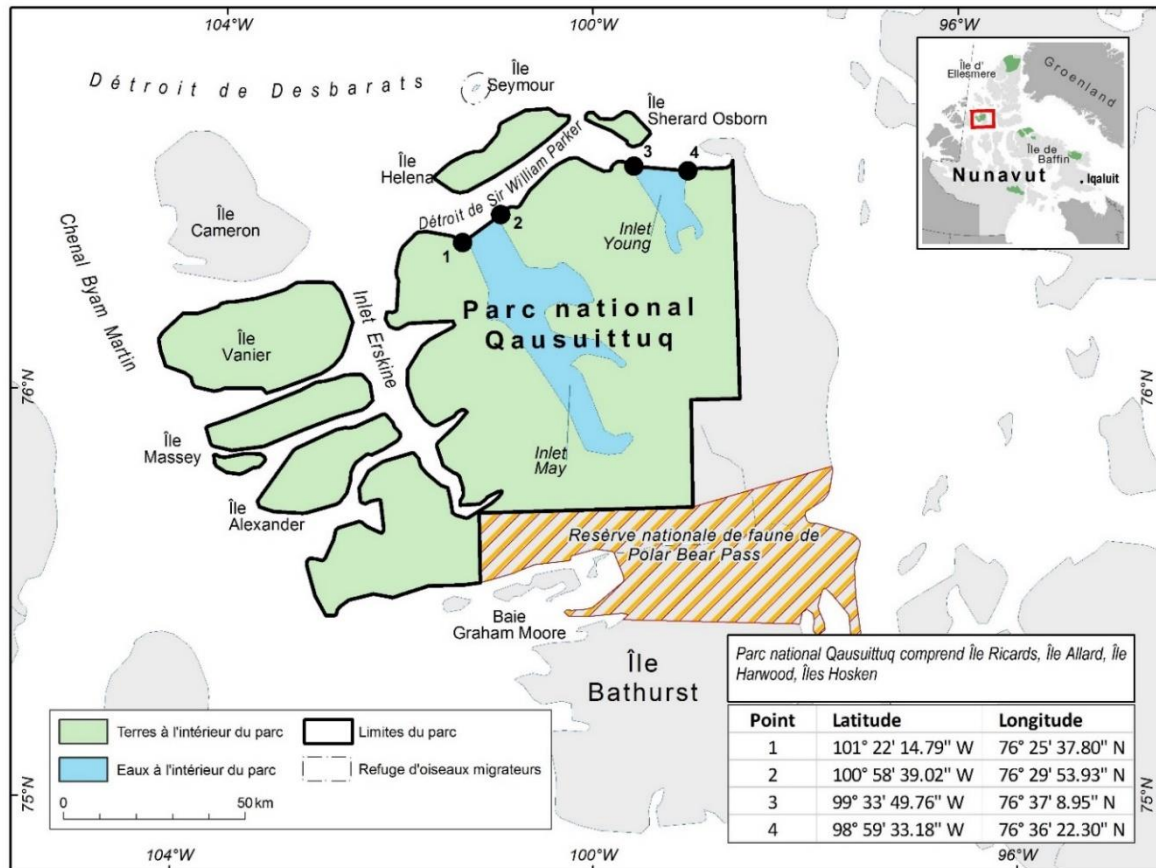 104°W
100°W
96°W
Détroit de Desbarats
Île
Seymour
Île
Sherard Osborn
Île
Helena
Détroit de Sir William Parker
3
4
2
1
Île
Cameron
Inlet
Young
Chenal Byam Martin
Parc national
Qausuittuq
Inlet Erskine
Île
Vanier
76°N
76°N
Île
Massey
Inlet
May
Île
Alexander
Resèrve nationale de faune de
Polar Bear Pass
Baie
Graham Moore
Île
Bathurst
Île d'
Ellesmere
Groenland
Île de
Baffin
Nunavut
Iqaluit
Terres à l'intérieur du parc
Limites du parc
Eaux à l'intérieur du parc
Refuge d'oiseaux migrateurs
0 50 km
Parc national Qausuittuq comprend Île Ricards, Île Allard, Île
Harwood, Îles Hosken
Point Latitude Longitude
1 101° 22' 14.79" W 76° 25' 37.80" N
2 100° 58' 39.02" W 76° 29' 53.93" N
3 99° 33' 49.76" W 76° 37' 8.95" N
4 98° 59' 33.18" W 76° 36' 22.30" N
75°N
75°N
104°W
100°W
96°W